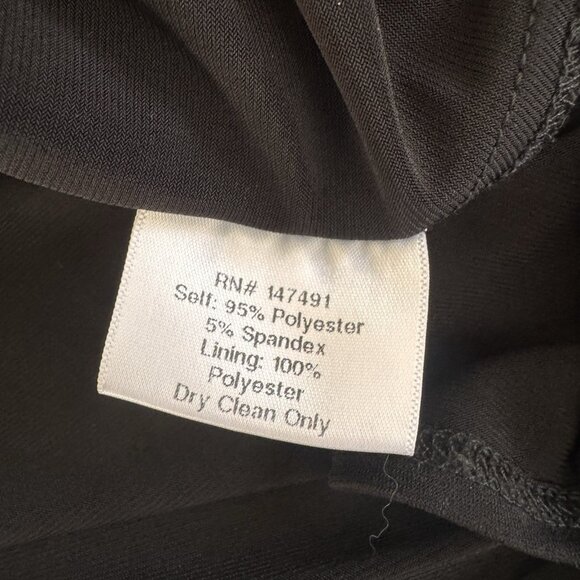 RN# 147491
Self: 95% Polyester
5% Spandex
Lining: 100%
Polyester
Dry Clean Only